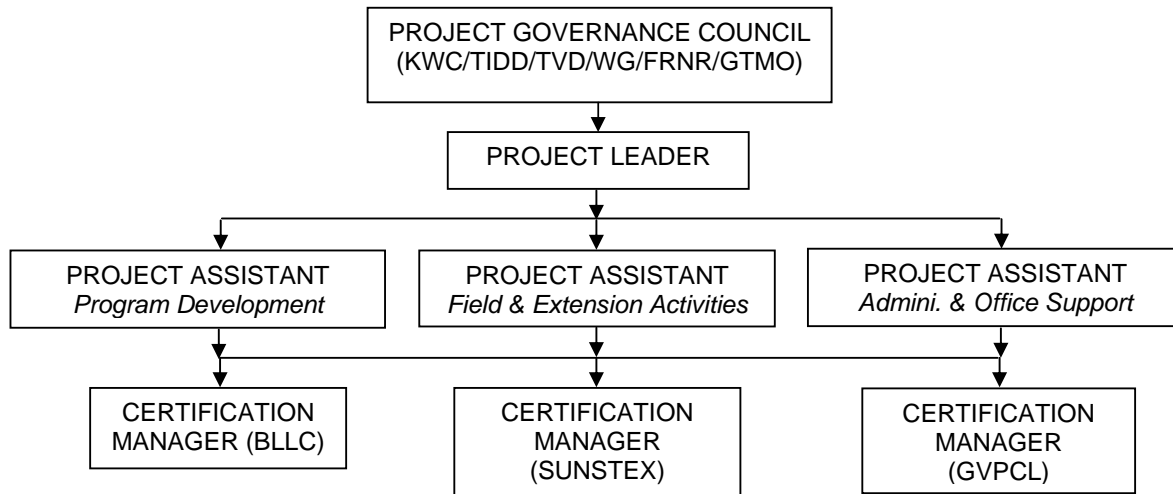 PROJECT GOVERNANCE COUNCIL
(KWC/TIDD/TVD/WG/FRNR/GTMO)
PROJECT LEADER
PROJECT ASSISTANT
Program Development
PROJECT ASSISTANT
Field & Extension Activities
PROJECT ASSISTANT
Admini. & Office Support
CERTIFICATION
MANAGER (BLLC)
CERTIFICATION
MANAGER
(SUNSTEX)
CERTIFICATION
MANAGER
(GVPCL)